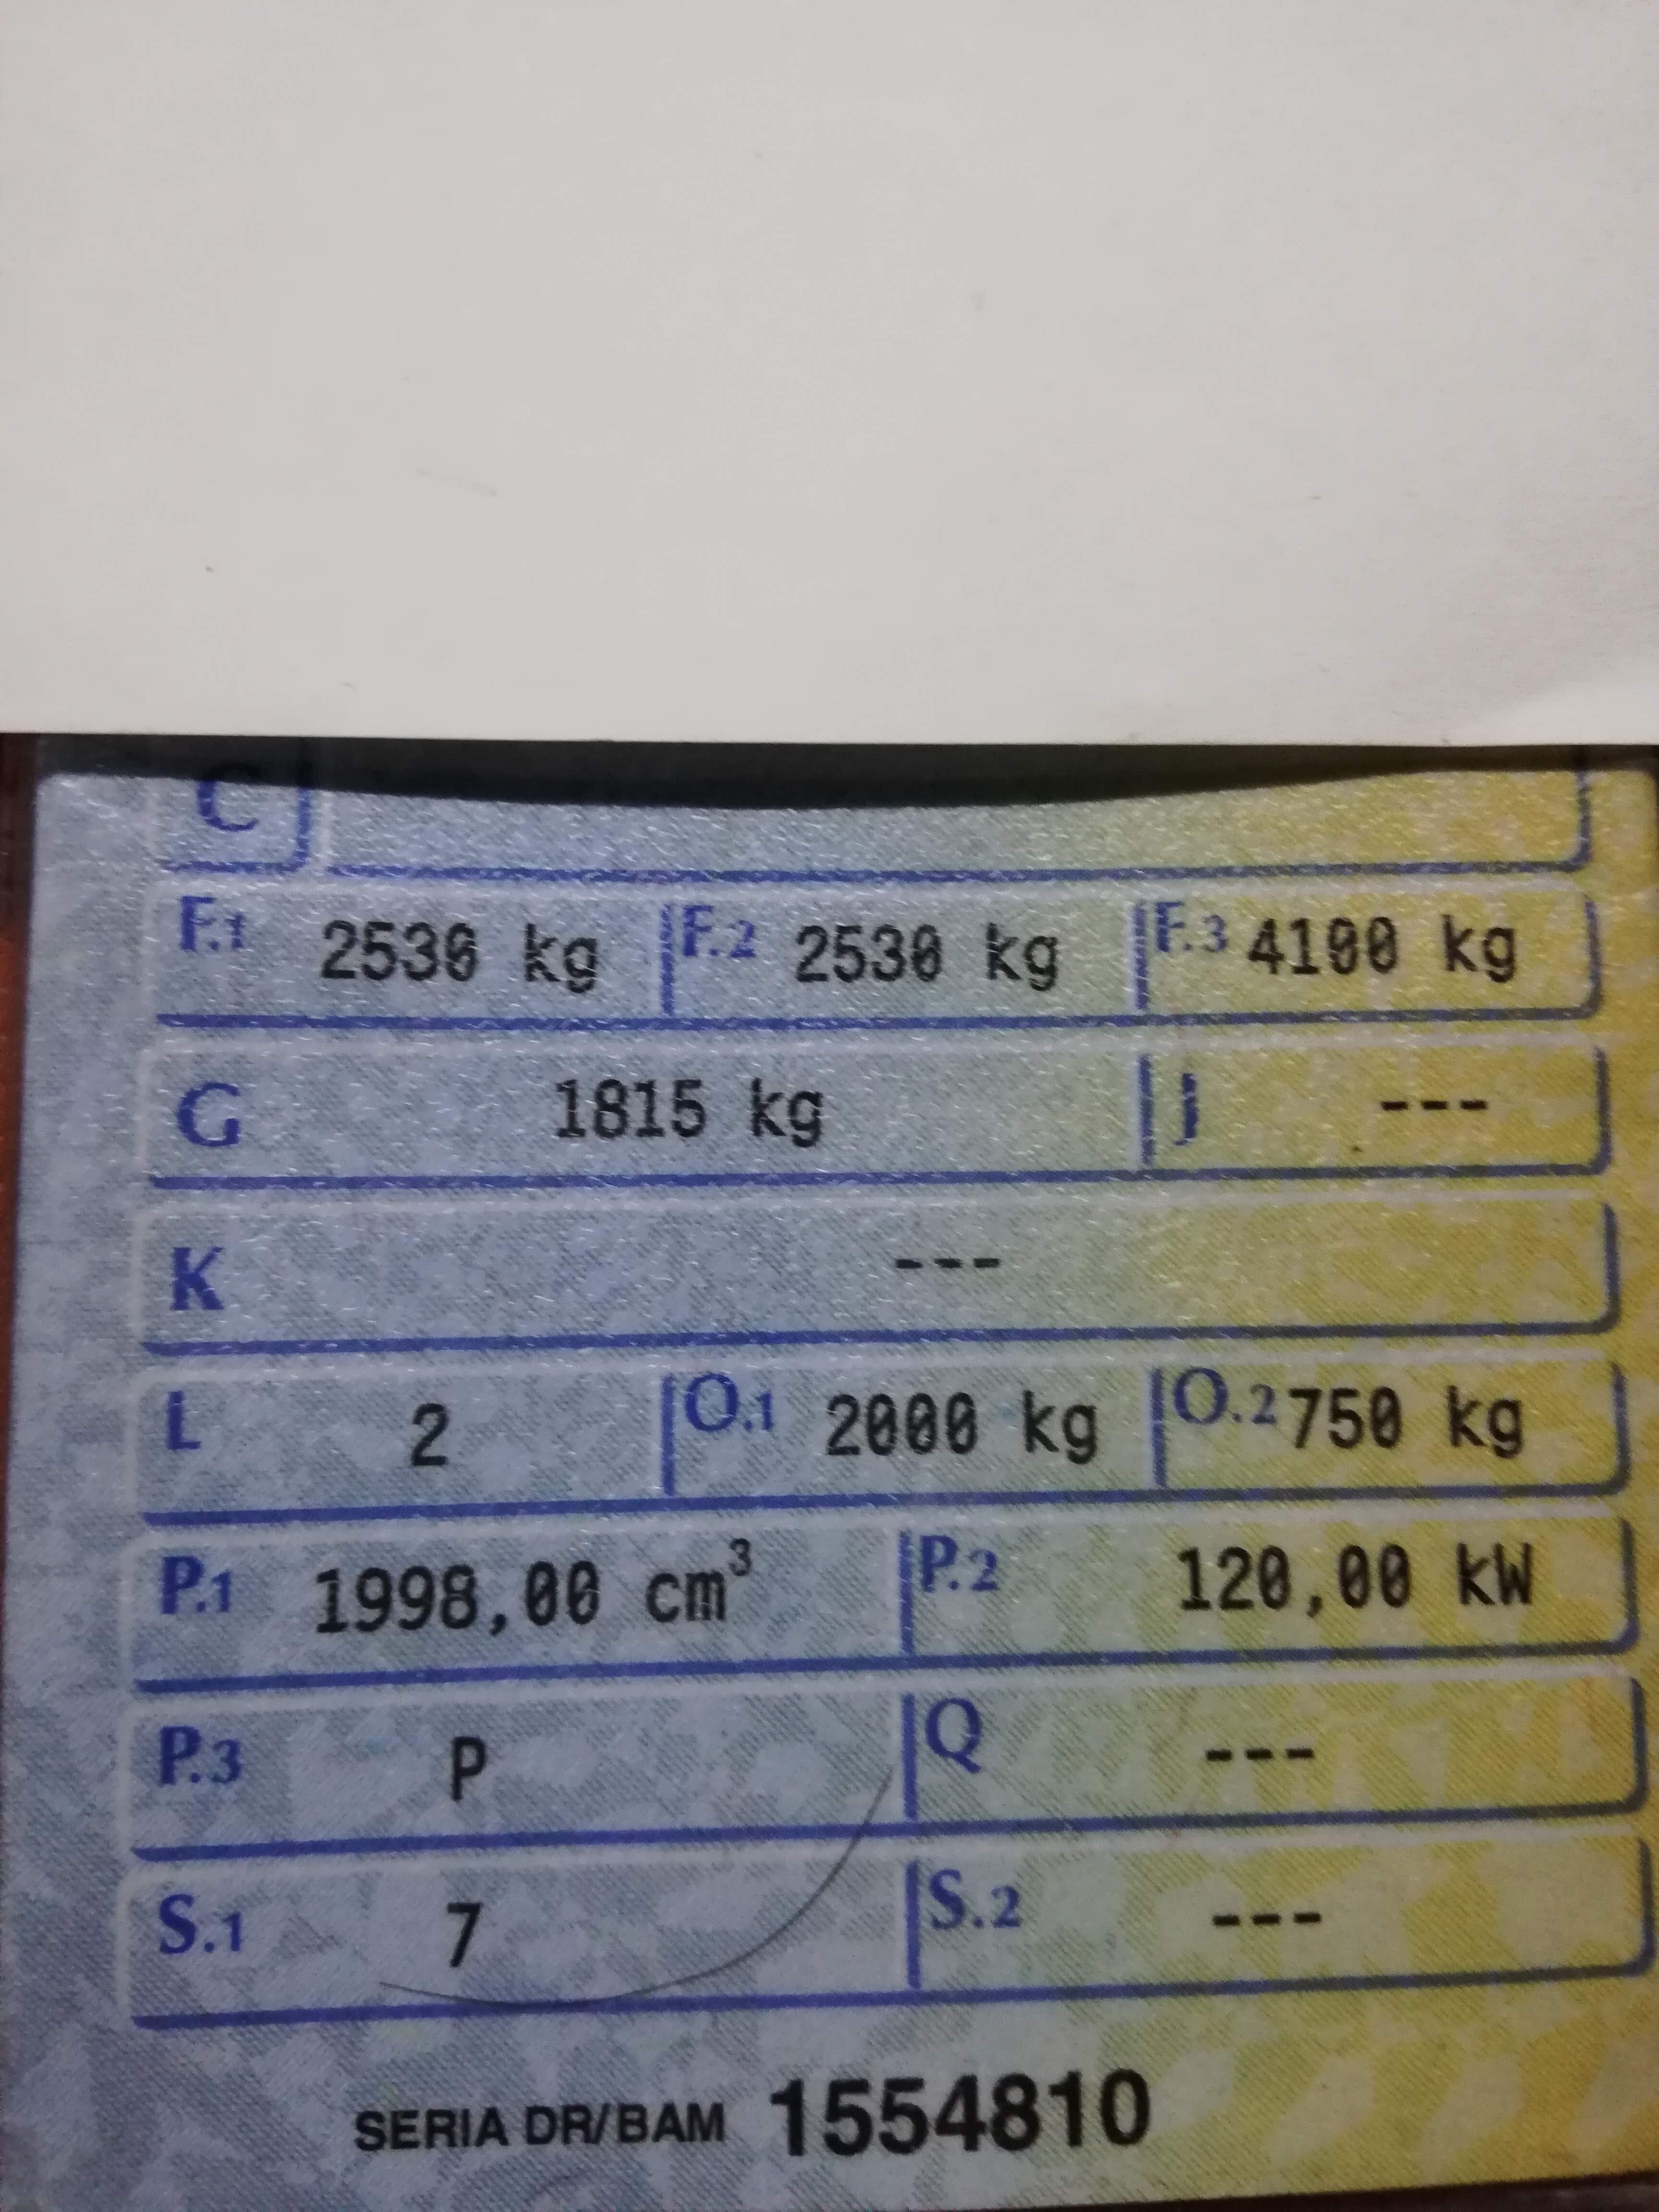 C
F.1 2530 kg F.2 2530 kg F.3 4100 kg
G 1815 kg J ---
K ---
L 2 O.1 2000 kg O.2 750 kg
P.1 1998,00 cm³ P.2 120,00 kW
P.3 P Q ---
S.1 7 S.2 ---
SERIA DR/BAM 1554810